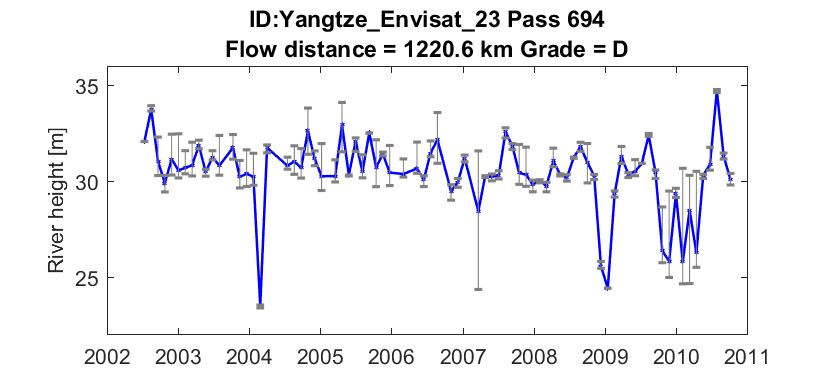 ID:Yangtze_Envisat_23 Pass 694
Flow distance = 1220.6 km Grade = D
River height [m]
35
30
25
2002 2003 2004 2005 2006 2007 2008 2009 2010 2011